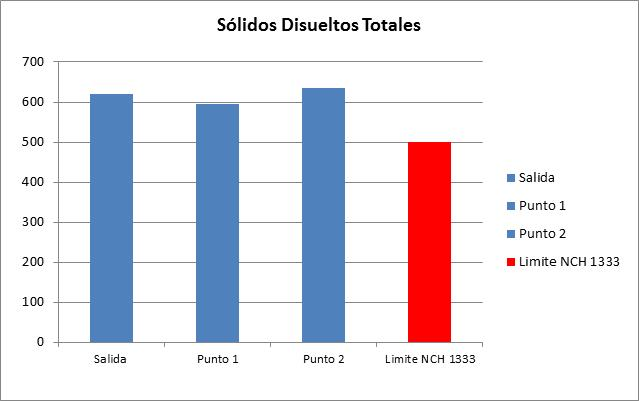 Sólidos Disueltos Totales
700
600
500
400
300
200
100
0
Salida
Punto 1
Punto 2
Limite NCH 1333
Salida
Punto 1
Punto 2
Limite NCH 1333